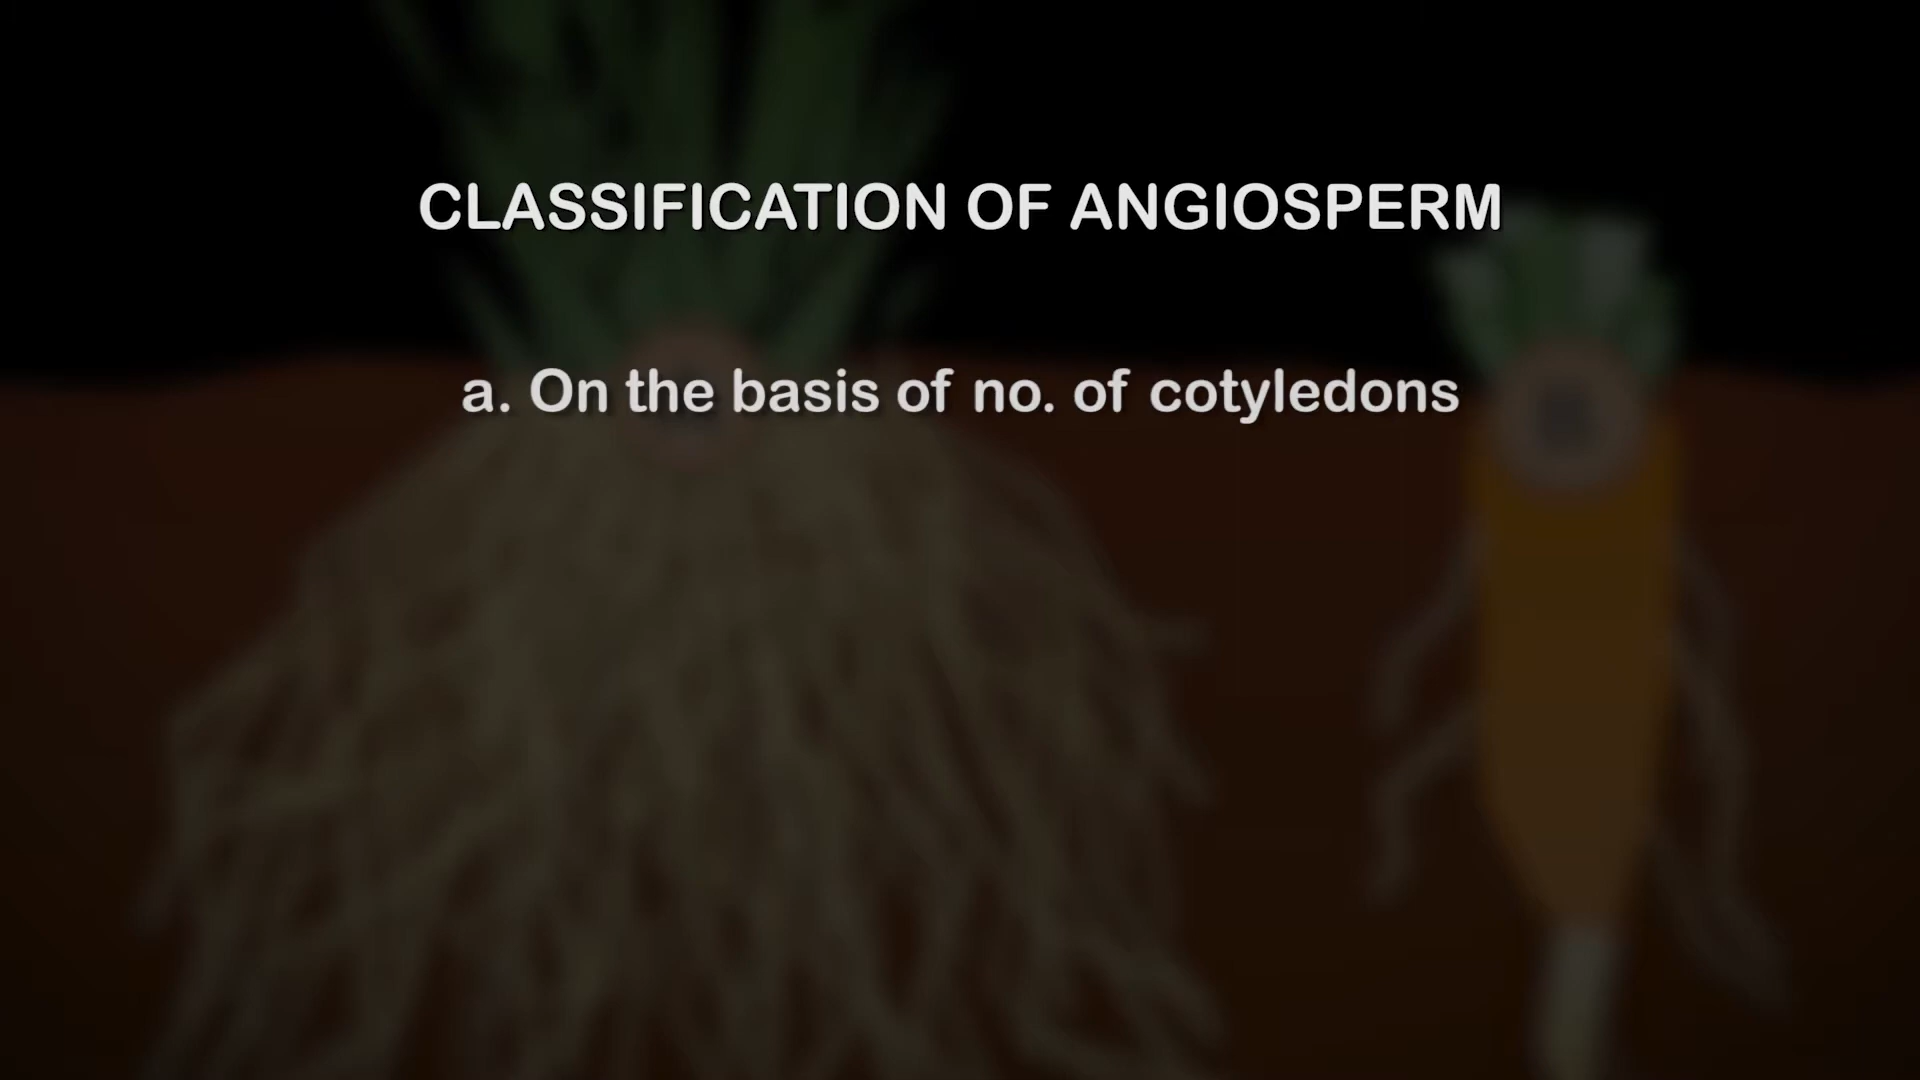 CLASSIFICATION OF ANGIOSPERM
a. On the basis of no. of cotyledons